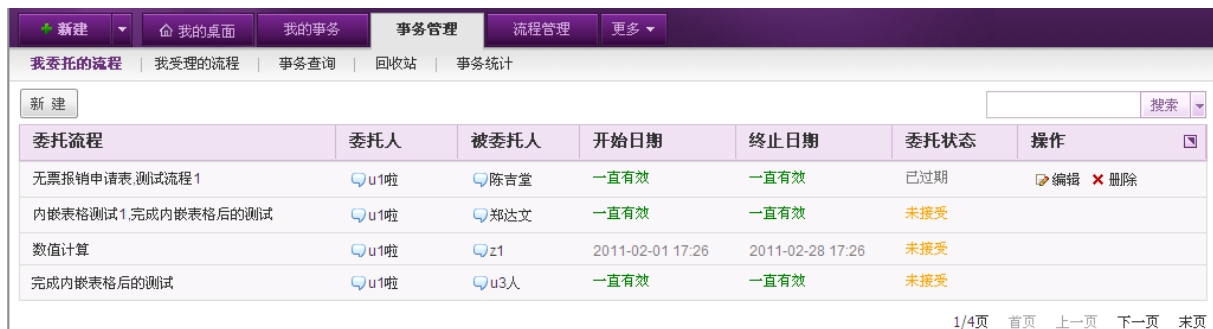 新建 我的桌面 我的事务 事务管理 流程管理 更多
我委托的流程 | 我受理的流程 | 事务查询 | 回收站 | 事务统计
新 建 搜索
委托流程 委托人 被委托人 开始日期 终止日期 委托状态 操作
无票报销申请表,测试流程1 u1啦 陈吉堂 一直有效 一直有效 已过期 编辑 删除
内嵌表格测试1,完成内嵌表格后的测试 u1啦 郑达文 一直有效 一直有效 未接受
数值计算 u1啦 z1 2011-02-01 17:26 2011-02-28 17:26 未接受
完成内嵌表格后的测试 u1啦 u3人 一直有效 一直有效 未接受
1/4页 首页 上一页 下一页 末页